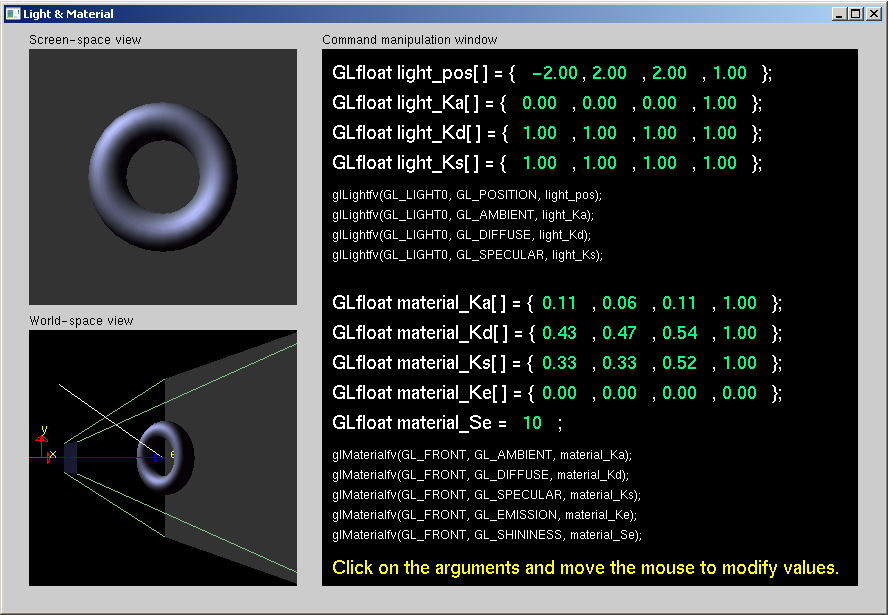 Light & Material
Screen-space view
Command manipulation window
GLfloat light_pos[ ] = { -2.00 , 2.00 , 2.00 , 1.00 };
GLfloat light_Ka[ ] = { 0.00 , 0.00 , 0.00 , 1.00 };
GLfloat light_Kd[ ] = { 1.00 , 1.00 , 1.00 , 1.00 };
GLfloat light_Ks[ ] = { 1.00 , 1.00 , 1.00 , 1.00 };
glLightfv(GL_LIGHT0, GL_POSITION, light_pos);
glLightfv(GL_LIGHT0, GL_AMBIENT, light_Ka);
glLightfv(GL_LIGHT0, GL_DIFFUSE, light_Kd);
glLightfv(GL_LIGHT0, GL_SPECULAR, light_Ks);
GLfloat material_Ka[ ] = { 0.11 , 0.06 , 0.11 , 1.00 };
GLfloat material_Kd[ ] = { 0.43 , 0.47 , 0.54 , 1.00 };
GLfloat material_Ks[ ] = { 0.33 , 0.33 , 0.52 , 1.00 };
GLfloat material_Ke[ ] = { 0.00 , 0.00 , 0.00 , 0.00 };
GLfloat material_Se = 10 ;
glMaterialfv(GL_FRONT, GL_AMBIENT, material_Ka);
glMaterialfv(GL_FRONT, GL_DIFFUSE, material_Kd);
glMaterialfv(GL_FRONT, GL_SPECULAR, material_Ks);
glMaterialfv(GL_FRONT, GL_EMISSION, material_Ke);
glMaterialfv(GL_FRONT, GL_SHININESS, material_Se);
Click on the arguments and move the mouse to modify values.
World-space view
y
x